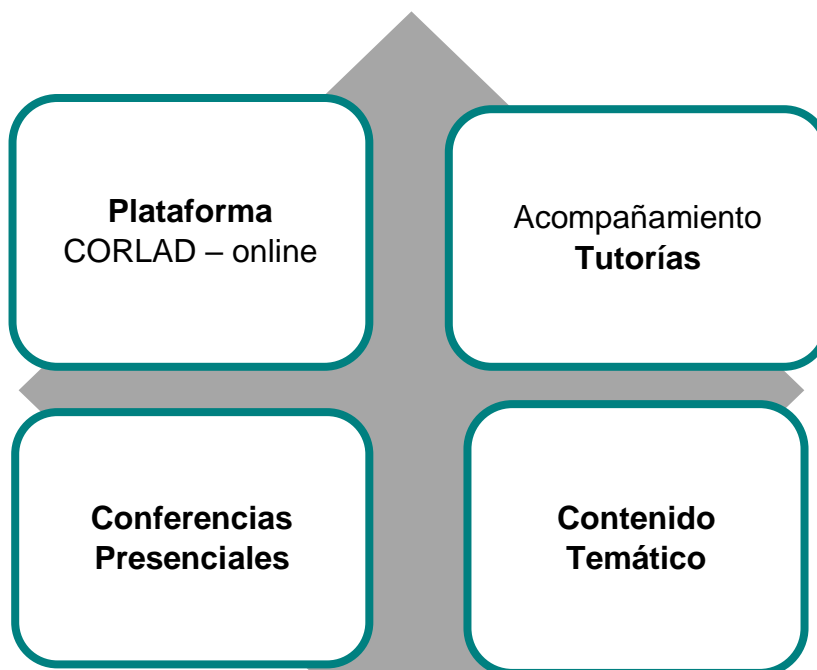 Plataforma
CORLAD – online
Acompañamiento
Tutorías
Conferencias
Presenciales
Contenido
Temático